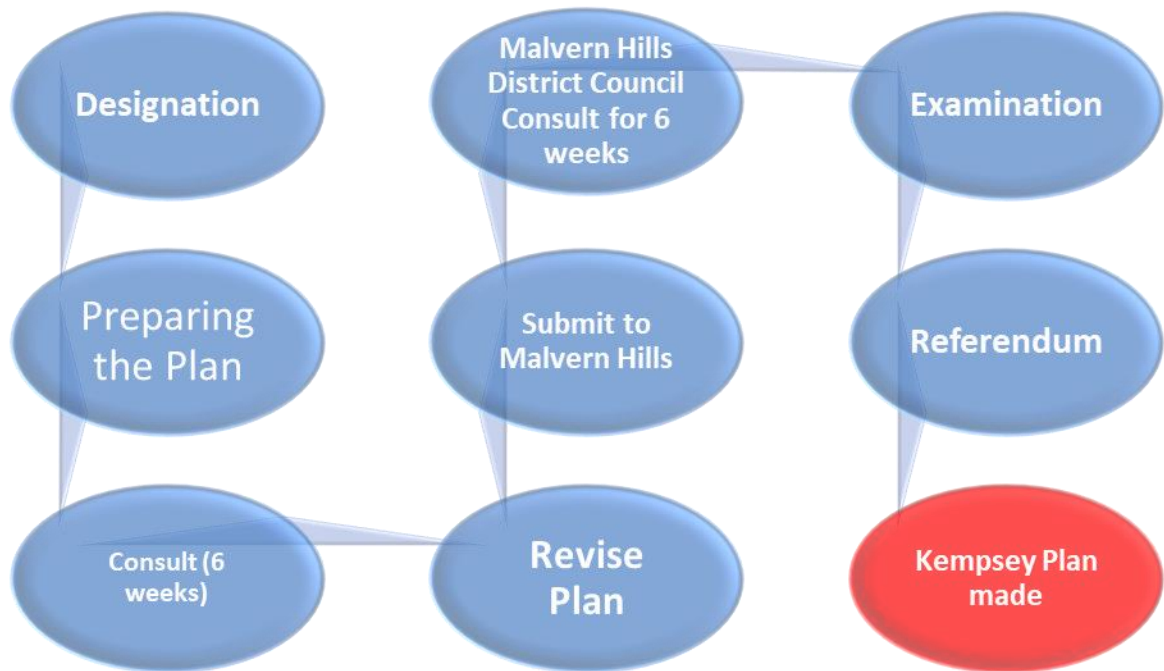 Designation
Preparing
the Plan
Consult (6
weeks)
Revise
Plan
Submit to
Malvern Hills
Malvern Hills
District Council
Consult for 6
weeks
Examination
Referendum
Kempsey Plan
made